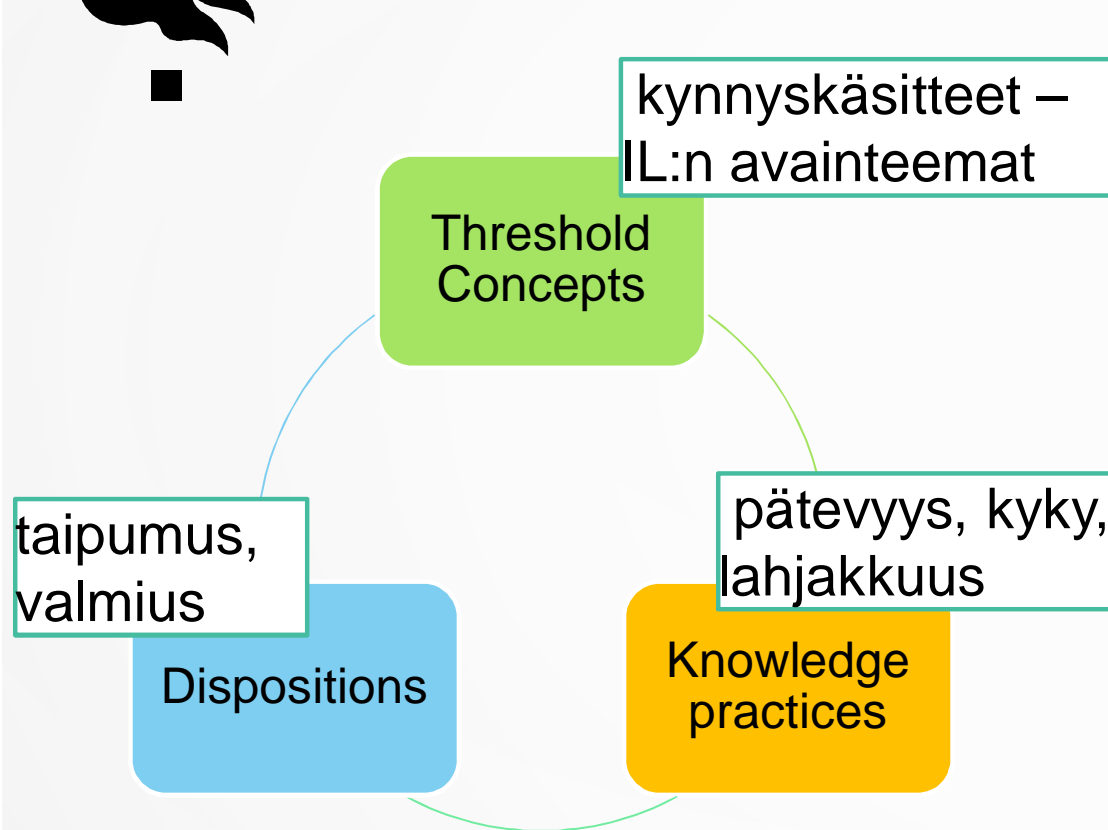 kynnyskäsitteet –
IL:n avainteemat
Threshold
Concepts
taipumus,
valmius
Dispositions
pätevyys, kyky,
lahjakkuus
Knowledge
practices